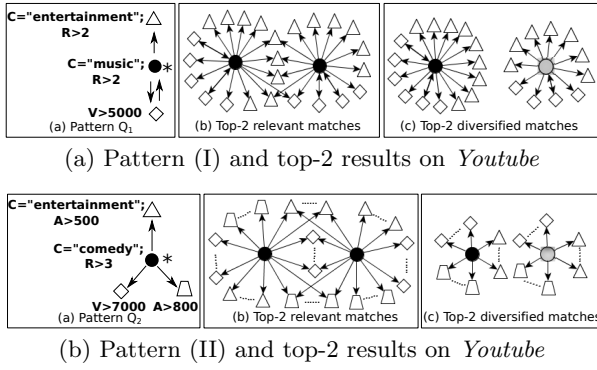 C="entertainment";
R>2
C="music";
R>2
*
V>5000
(a) Pattern Q1
(b) Top-2 relevant matches
(c) Top-2 diversified matches
(a) Pattern (I) and top-2 results on Youtube
C="entertainment";
A>500
C="comedy";
R>3
*
V>7000 A>800
(a) Pattern Q2
(b) Top-2 relevant matches
(c) Top-2 diversified matches
(b) Pattern (II) and top-2 results on Youtube